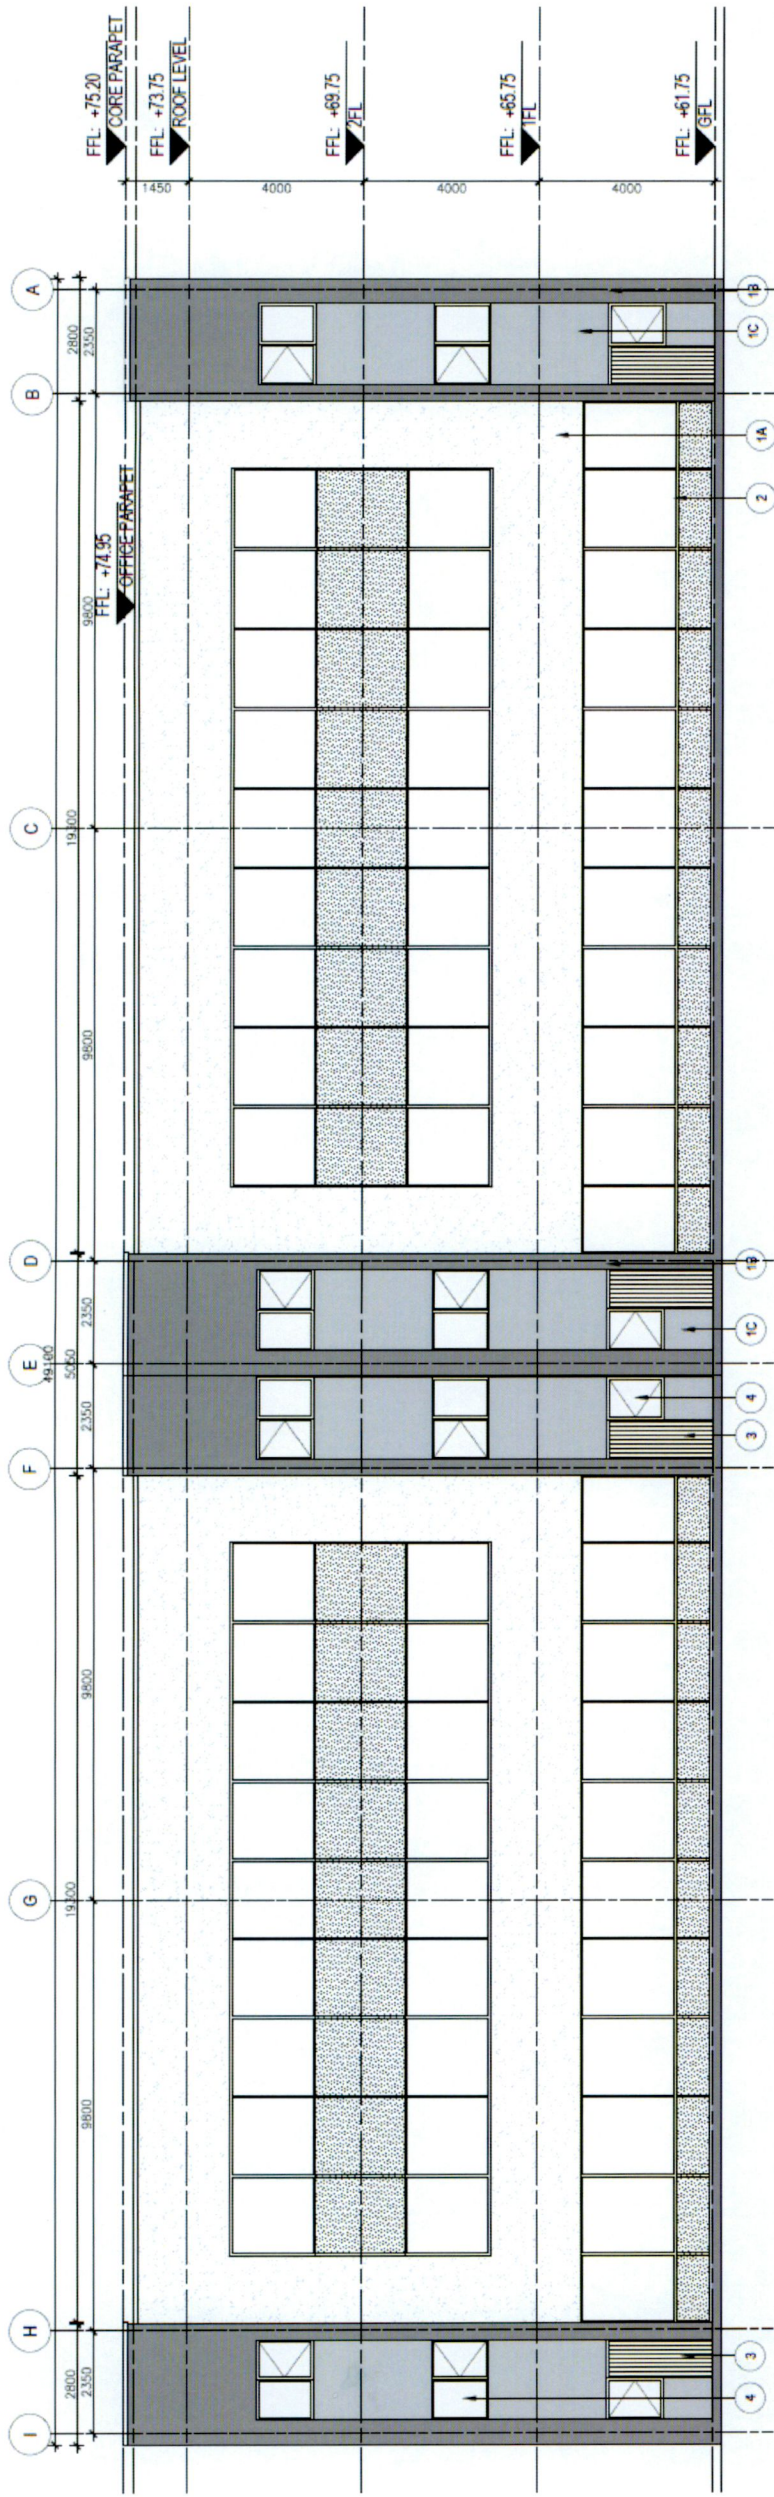 I
H
G
F
E
D
C
B
A
49100
2800
19300
5050
19300
2800
2350
9800
9800
2350
2350
9800
9800
2350
FFL: +74.95
OFFICE PARAPET
FFL: +75.20
CORE PARAPET
FFL: +73.75
ROOF LEVEL
FFL: +69.75
2FL
FFL: +65.75
1FL
FFL: +61.75
GFL
1450
4000
4000
4000
4
3
3
4
1C
1B
2
1A
1C
1B